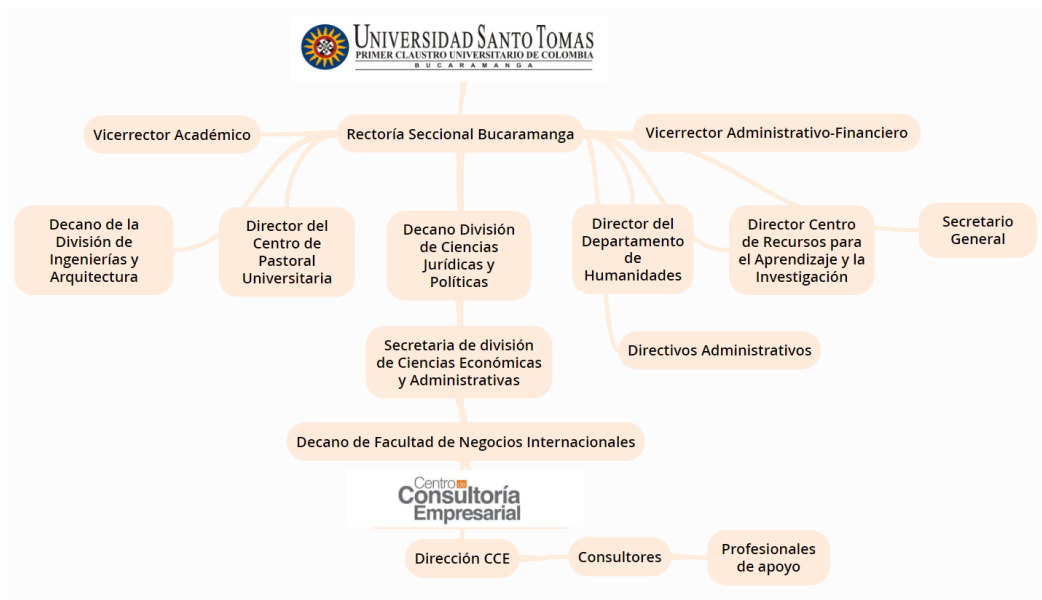 UNIVERSIDAD SANTO TOMAS
PRIMER CLAUSTRO UNIVERSITARIO DE COLOMBIA
BUCARAMANGA
Vicerrector Académico
Rectoría Seccional Bucaramanga
Vicerrector Administrativo-Financiero
Decano de la
División de
Ingenierías y
Arquitectura
Director del
Centro de
Pastoral
Universitaria
Decano División
de Ciencias
Jurídicas y
Políticas
Director del
Departamento
de
Humanidades
Director Centro
de Recursos para
el Aprendizaje y la
Investigación
Secretario
General
Secretaria de división
de Ciencias Económicas
y Administrativas
Directivos Administrativos
Decano de Facultad de Negocios Internacionales
Centro de
Consultoría
Empresarial
Dirección CCE
Consultores
Profesionales
de apoyo